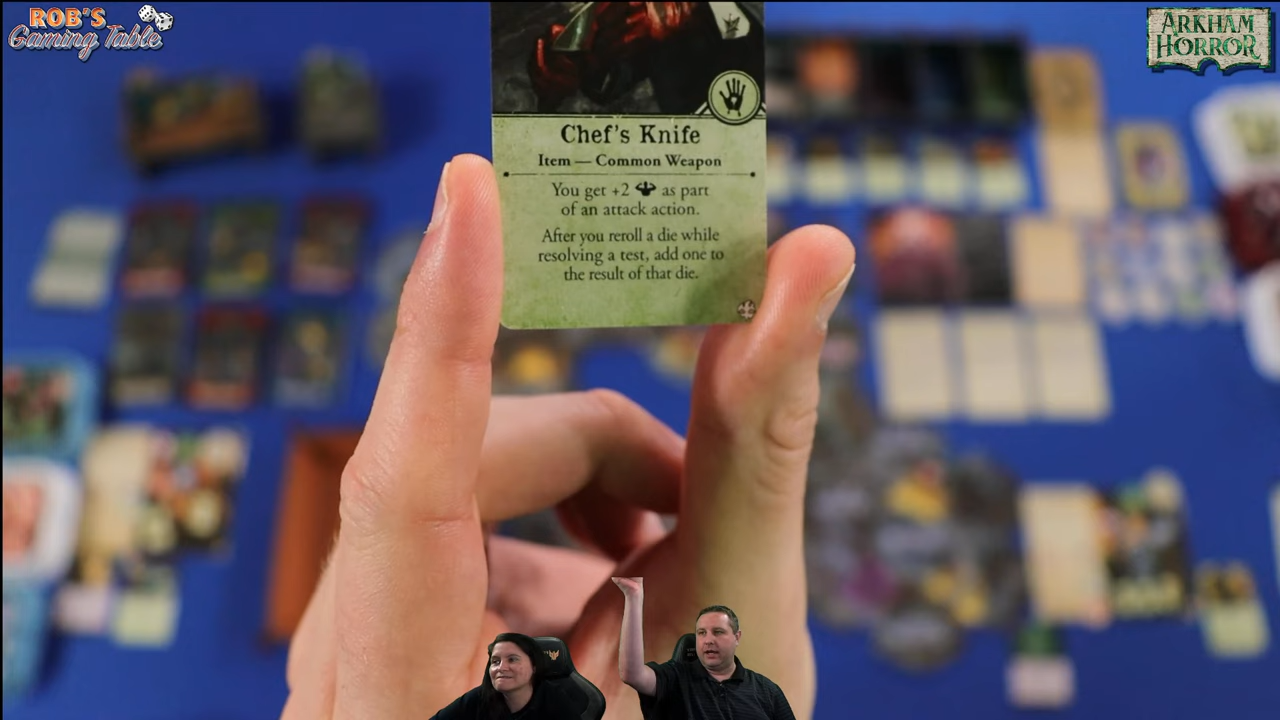 ROB'S
Gaming Table
ARKHAM
HORROR
Chef's Knife
Item — Common Weapon
You get +2 as part
of an attack action.
After you reroll a die while
resolving a test, add one to
the result of that die.